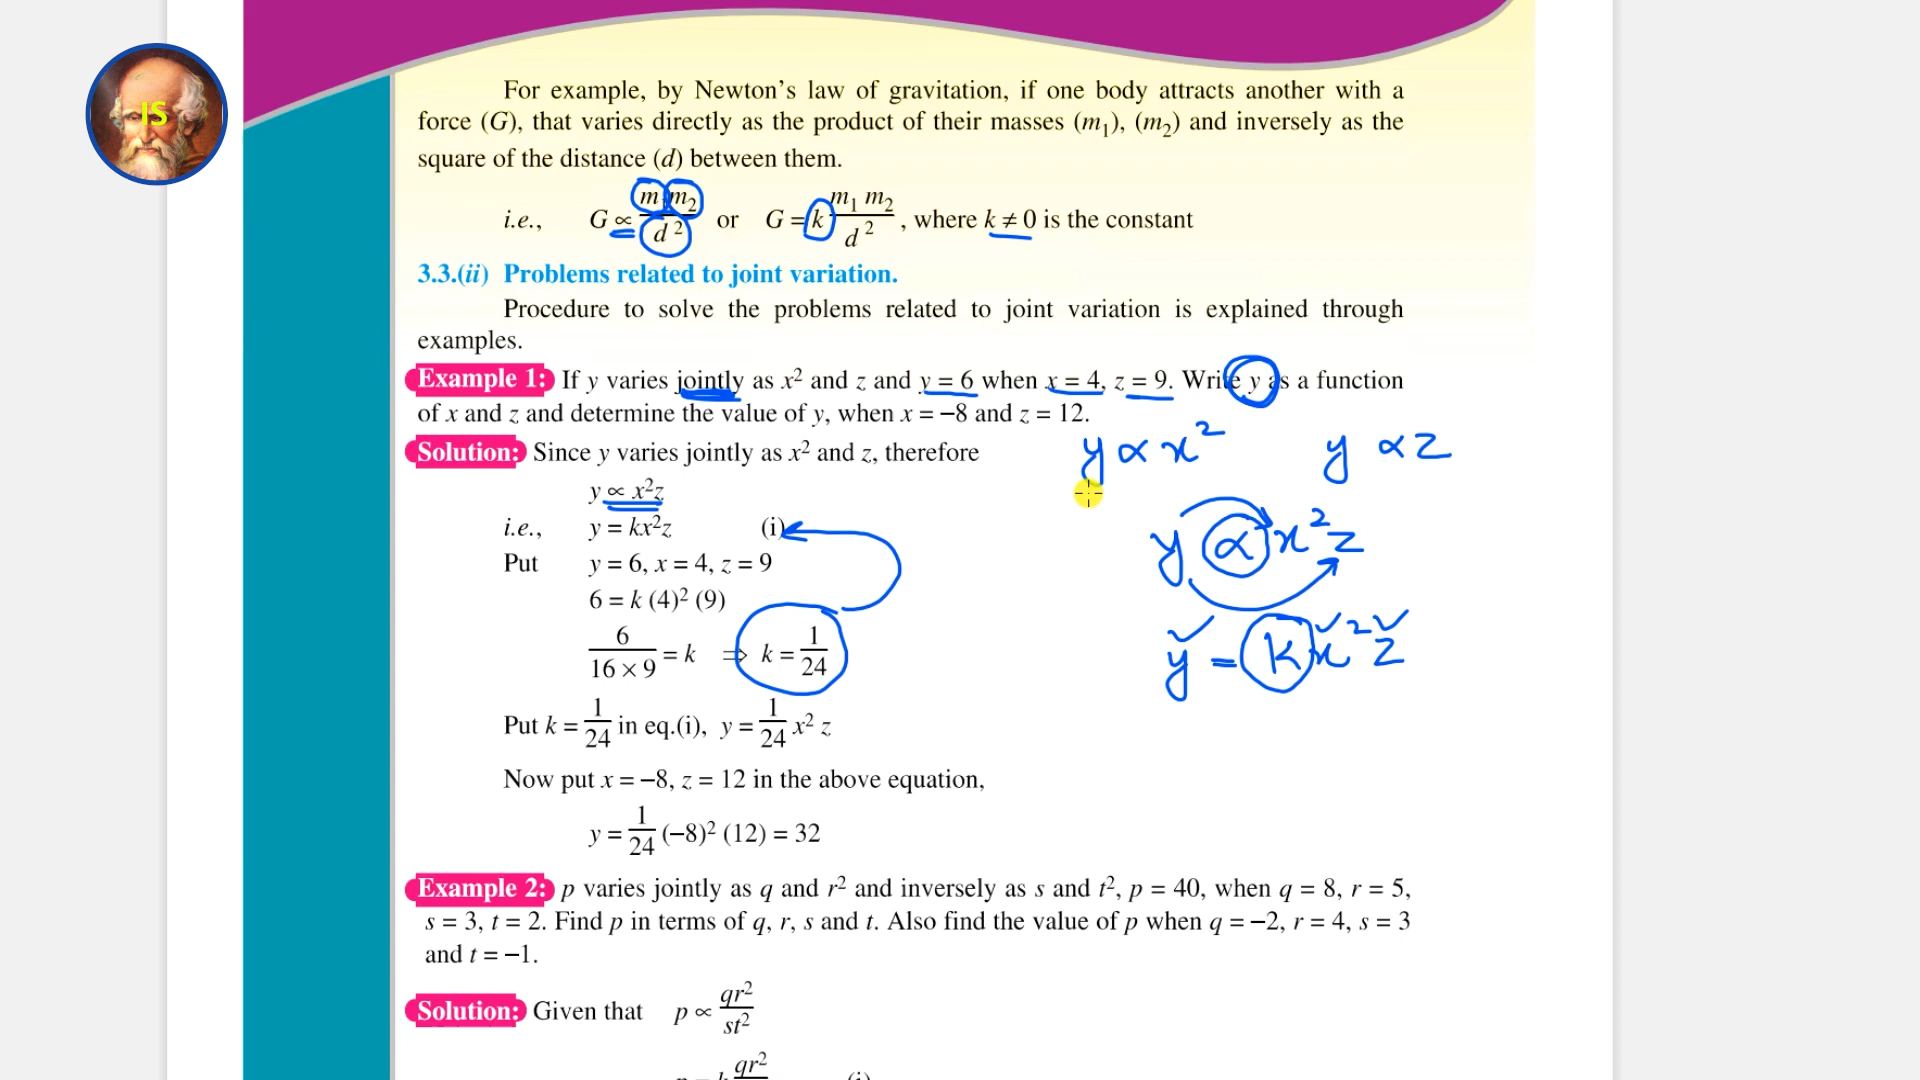 IS
For example, by Newton's law of gravitation, if one body attracts another with a
force (G), that varies directly as the product of their masses (m₁), (m₂) and inversely as the
square of the distance (d) between them.
i.e., G ∝ m₁m₂/d² or G = k m₁ m₂/d², where k ≠ 0 is the constant
3.3.(ii) Problems related to joint variation.
Procedure to solve the problems related to joint variation is explained through
examples.
Example 1: If y varies jointly as x² and z and y = 6 when x = 4, z = 9. Write y as a function
of x and z and determine the value of y, when x = −8 and z = 12.
Solution: Since y varies jointly as x² and z, therefore
y ∝ x² y ∝ z
y ∝ x²z
i.e., y = kx²z (i)
y ∝ x²z
Put y = 6, x = 4, z = 9
6 = k (4)² (9)
6/(16 × 9) = k ⇒ k = 1/24
y = kx²z
Put k = 1/24 in eq.(i), y = 1/24 x² z
Now put x = −8, z = 12 in the above equation,
y = 1/24 (−8)² (12) = 32
Example 2: p varies jointly as q and r² and inversely as s and t², p = 40, when q = 8, r = 5,
s = 3, t = 2. Find p in terms of q, r, s and t. Also find the value of p when q = −2, r = 4, s = 3
and t = −1.
Solution: Given that p ∝ qr²/st²
qr²